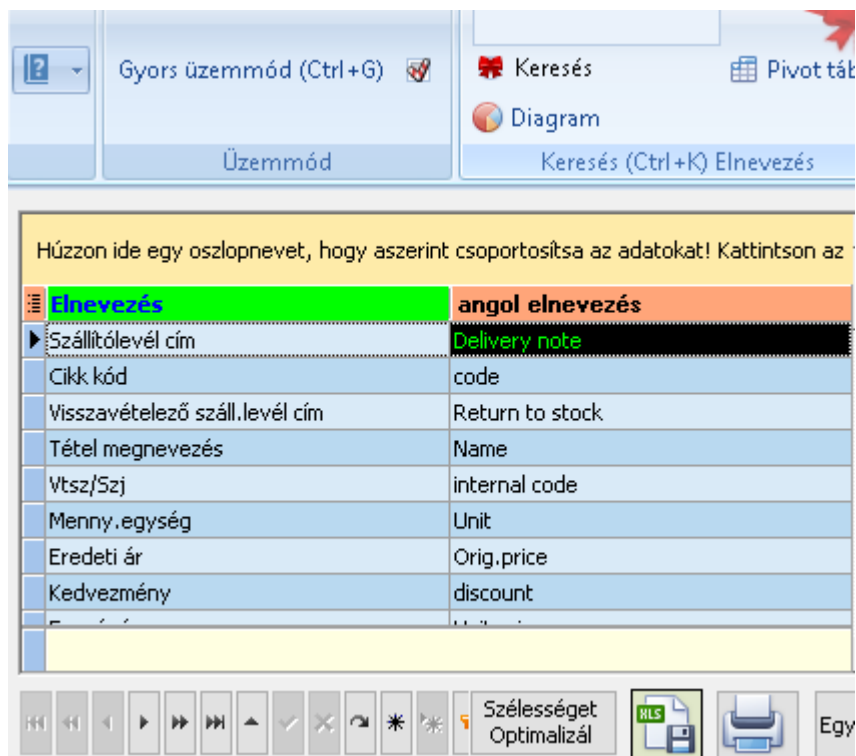 Gyors üzemmód (Ctrl+G)
Keresés
Pivot táb
Diagram
Üzemmód
Keresés (Ctrl+K) Elnevezés
Húzzon ide egy oszlopnevet, hogy aszerint csoportosítsa az adatokat! Kattintson az
Elnevezés angol elnevezés
Szállítólevél cím Delivery note
Cikk kód code
Visszavételező száll.levél cím Return to stock
Tétel megnevezés Name
Vtsz/Szj internal code
Menny.egység Unit
Eredeti ár Orig.price
Kedvezmény discount
Szélességet
Optimalizál
XLS
Egy